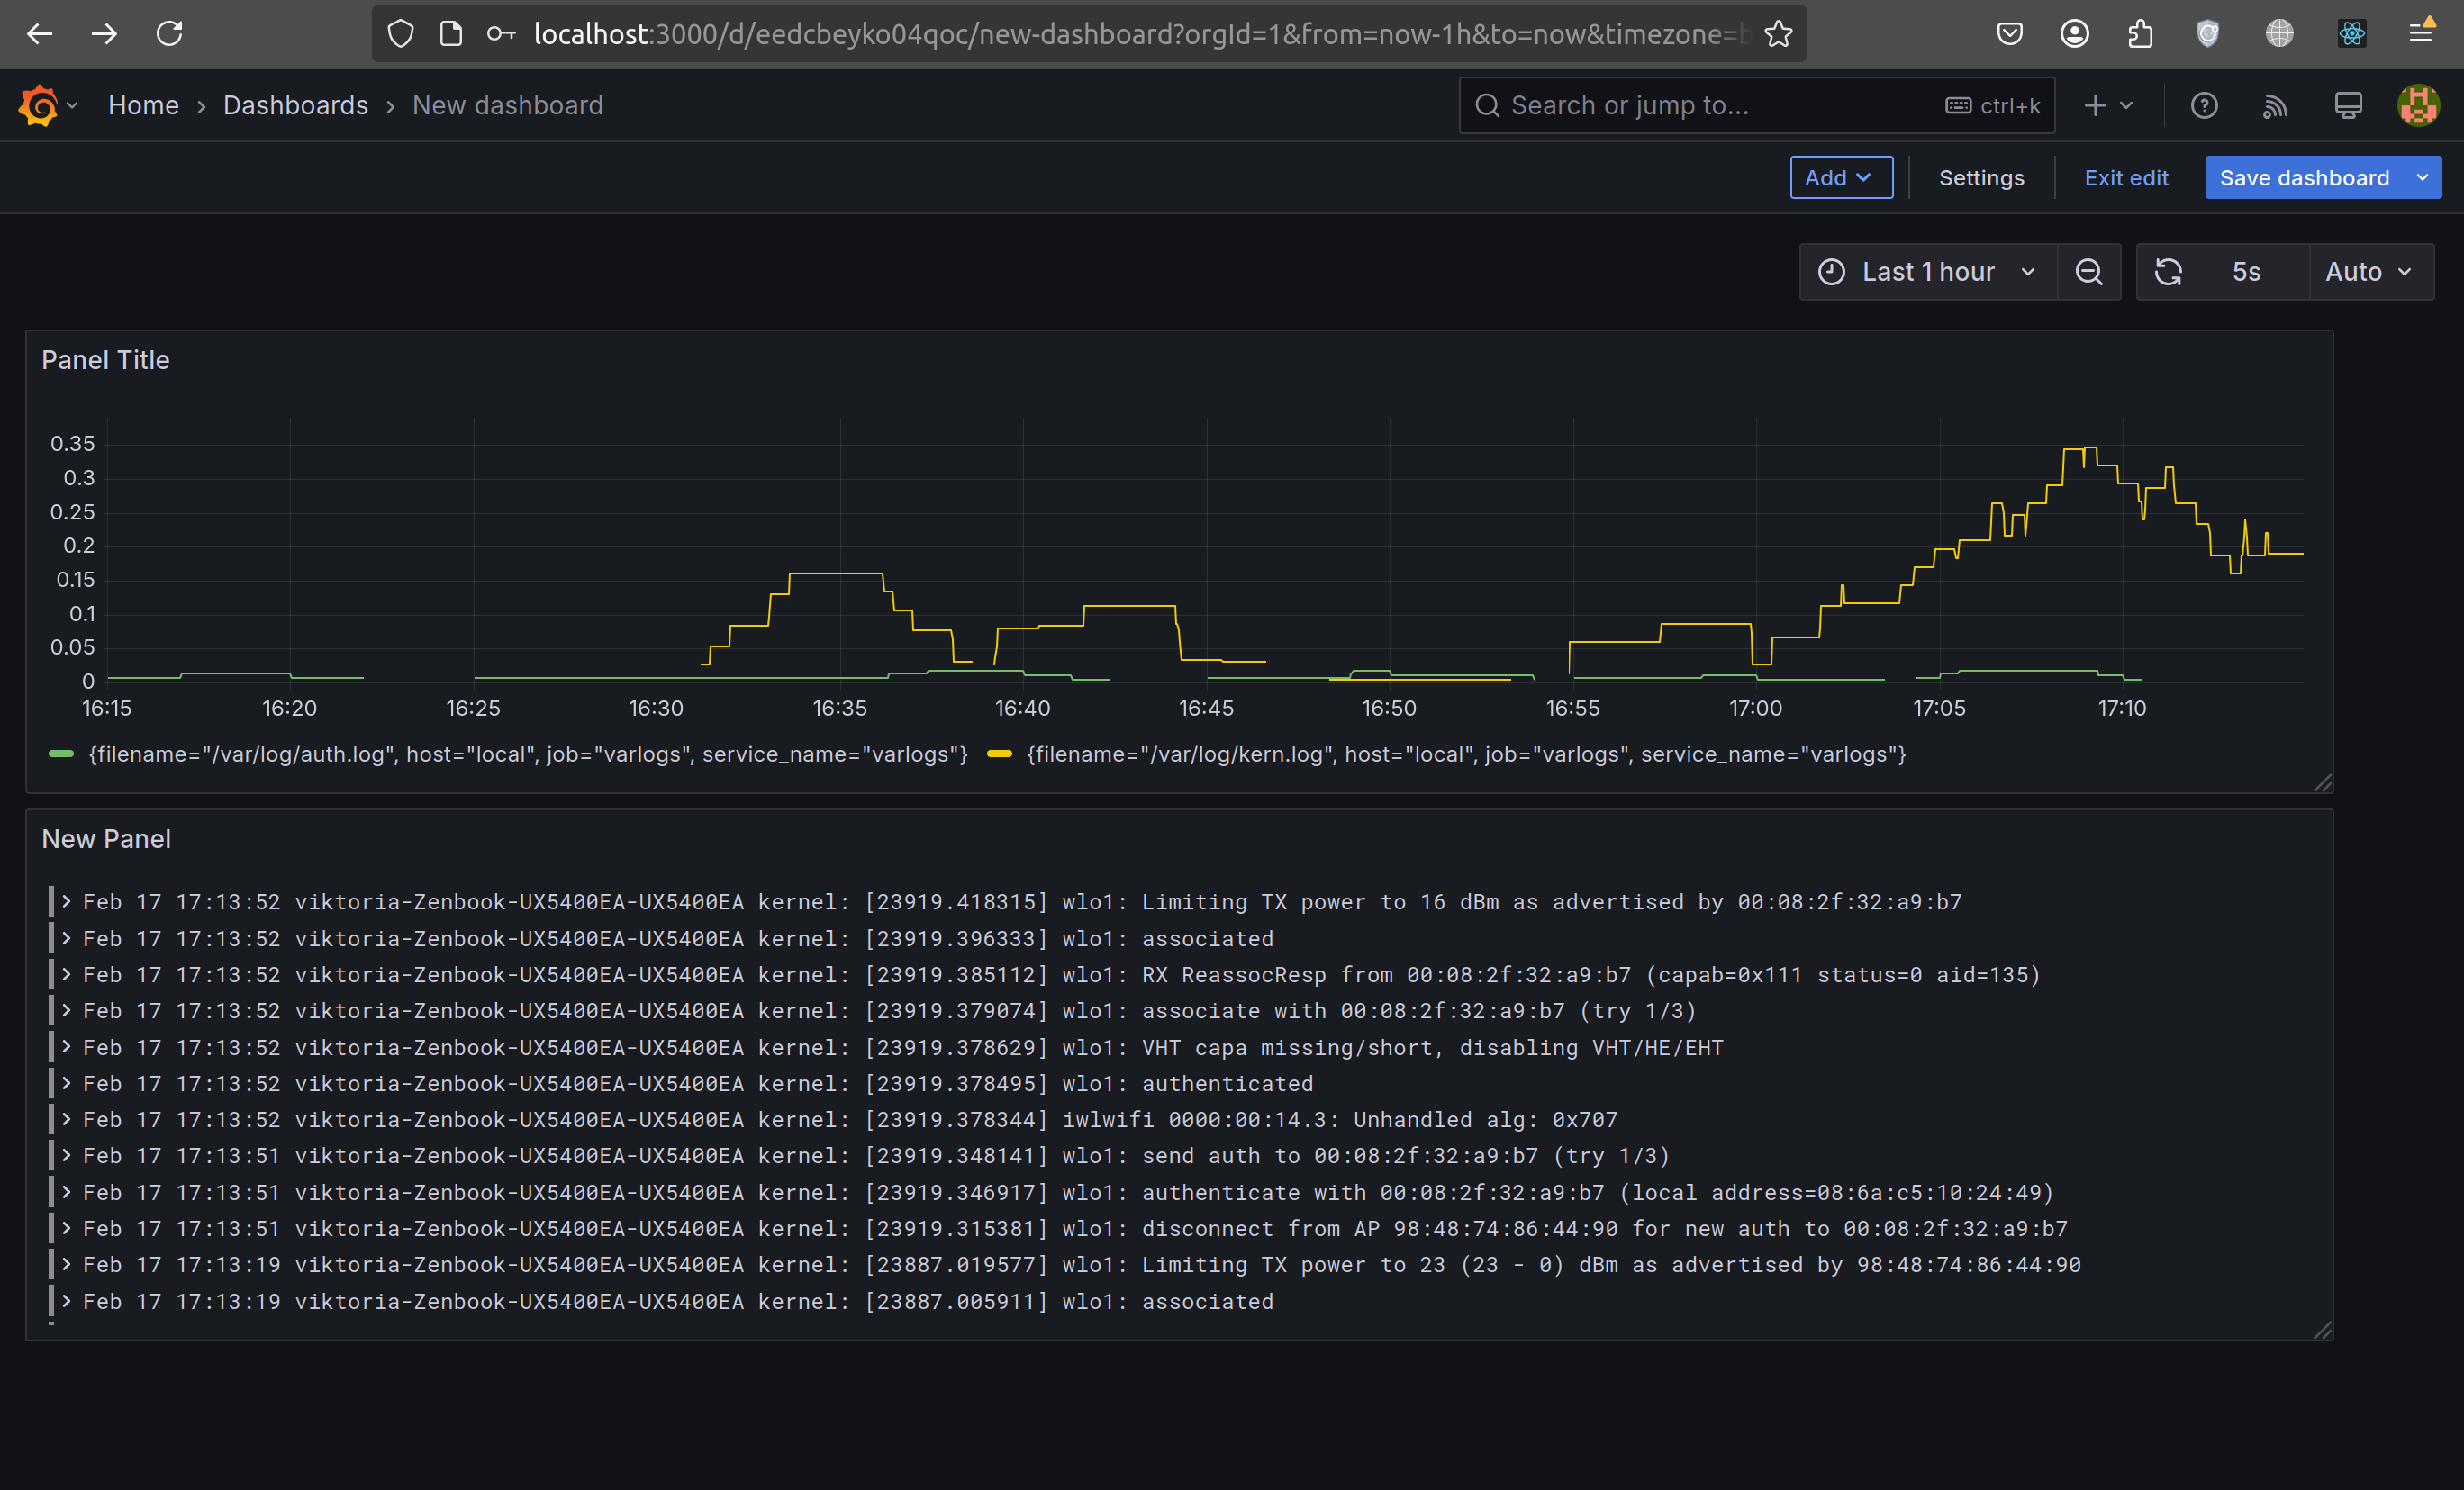 localhost:3000/d/eedcbeyko04qoc/new-dashboard?orgId=1&from=now-1h&to=now&timezone=b
Home › Dashboards › New dashboard
Search or jump to... ctrl+k
Add Settings Exit edit Save dashboard
Last 1 hour 5s Auto
Panel Title
0.35
0.3
0.25
0.2
0.15
0.1
0.05
0
16:15 16:20 16:25 16:30 16:35 16:40 16:45 16:50 16:55 17:00 17:05 17:10
{filename="/var/log/auth.log", host="local", job="varlogs", service_name="varlogs"} {filename="/var/log/kern.log", host="local", job="varlogs", service_name="varlogs"}
New Panel
Feb 17 17:13:52 viktoria-Zenbook-UX5400EA-UX5400EA kernel: [23919.418315] wlo1: Limiting TX power to 16 dBm as advertised by 00:08:2f:32:a9:b7
Feb 17 17:13:52 viktoria-Zenbook-UX5400EA-UX5400EA kernel: [23919.396333] wlo1: associated
Feb 17 17:13:52 viktoria-Zenbook-UX5400EA-UX5400EA kernel: [23919.385112] wlo1: RX ReassocResp from 00:08:2f:32:a9:b7 (capab=0x111 status=0 aid=135)
Feb 17 17:13:52 viktoria-Zenbook-UX5400EA-UX5400EA kernel: [23919.379074] wlo1: associate with 00:08:2f:32:a9:b7 (try 1/3)
Feb 17 17:13:52 viktoria-Zenbook-UX5400EA-UX5400EA kernel: [23919.378629] wlo1: VHT capa missing/short, disabling VHT/HE/EHT
Feb 17 17:13:52 viktoria-Zenbook-UX5400EA-UX5400EA kernel: [23919.378495] wlo1: authenticated
Feb 17 17:13:52 viktoria-Zenbook-UX5400EA-UX5400EA kernel: [23919.378344] iwlwifi 0000:00:14.3: Unhandled alg: 0x707
Feb 17 17:13:51 viktoria-Zenbook-UX5400EA-UX5400EA kernel: [23919.348141] wlo1: send auth to 00:08:2f:32:a9:b7 (try 1/3)
Feb 17 17:13:51 viktoria-Zenbook-UX5400EA-UX5400EA kernel: [23919.346917] wlo1: authenticate with 00:08:2f:32:a9:b7 (local address=08:6a:c5:10:24:49)
Feb 17 17:13:51 viktoria-Zenbook-UX5400EA-UX5400EA kernel: [23919.315381] wlo1: disconnect from AP 98:48:74:86:44:90 for new auth to 00:08:2f:32:a9:b7
Feb 17 17:13:19 viktoria-Zenbook-UX5400EA-UX5400EA kernel: [23887.019577] wlo1: Limiting TX power to 23 (23 - 0) dBm as advertised by 98:48:74:86:44:90
Feb 17 17:13:19 viktoria-Zenbook-UX5400EA-UX5400EA kernel: [23887.005911] wlo1: associated